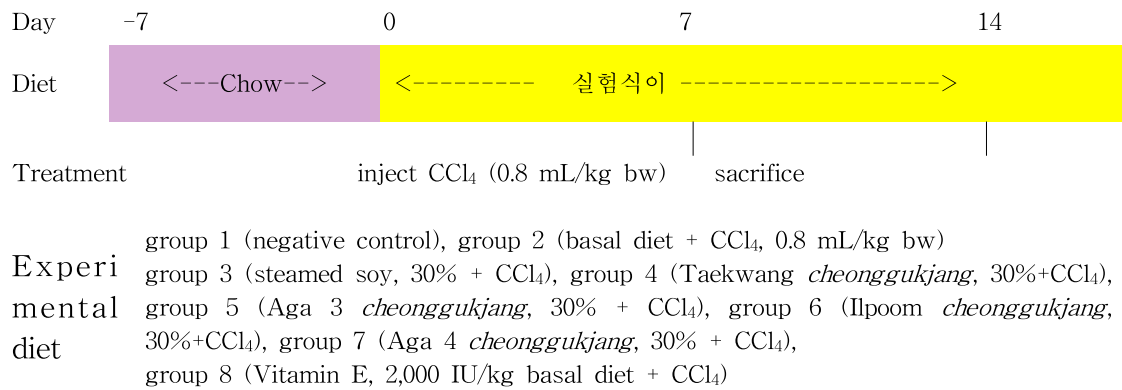 Day -7 0 7 14
Diet <---Chow--> <--------- 실험식이 ------------------->
Treatment inject CCl₄ (0.8 mL/kg bw) sacrifice
Experi
mental
diet
group 1 (negative control), group 2 (basal diet + CCl₄, 0.8 mL/kg bw)
group 3 (steamed soy, 30% + CCl₄), group 4 (Taekwang cheonggukjang, 30%+CCl₄),
group 5 (Aga 3 cheonggukjang, 30% + CCl₄), group 6 (Ilpoom cheonggukjang,
30%+CCl₄), group 7 (Aga 4 cheonggukjang, 30% + CCl₄),
group 8 (Vitamin E, 2,000 IU/kg basal diet + CCl₄)